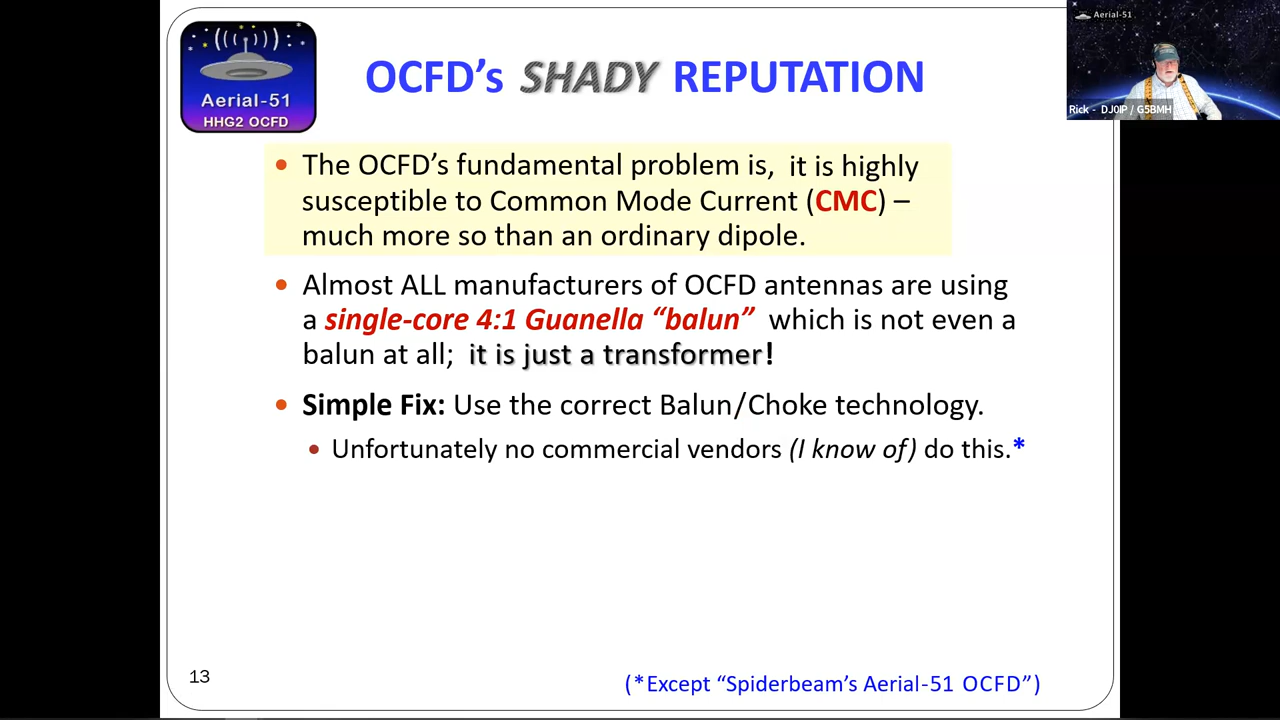 Aerial-51
HHG2 OCFD
OCFD's SHADY REPUTATION
Aerial-51
Rick - DJ0IP / G5BMH
• The OCFD's fundamental problem is, it is highly
susceptible to Common Mode Current (CMC) –
much more so than an ordinary dipole.
• Almost ALL manufacturers of OCFD antennas are using
a single-core 4:1 Guanella “balun” which is not even a
balun at all; it is just a transformer!
• Simple Fix: Use the correct Balun/Choke technology.
• Unfortunately no commercial vendors (I know of) do this.*
13
(*Except “Spiderbeam's Aerial-51 OCFD”)